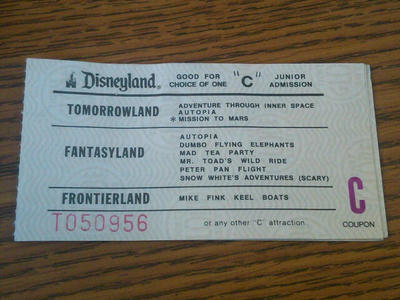 Disneyland® GOOD FOR CHOICE OF ONE "C" JUNIOR ADMISSION
TOMORROWLAND
ADVENTURE THROUGH INNER SPACE
AUTOPIA
* MISSION TO MARS
FANTASYLAND
AUTOPIA
DUMBO FLYING ELEPHANTS
MAD TEA PARTY
MR. TOAD'S WILD RIDE
PETER PAN FLIGHT
SNOW WHITE'S ADVENTURES (SCARY)
FRONTIERLAND
MIKE FINK KEEL BOATS
T050956
or any other "C" attraction.
C
COUPON